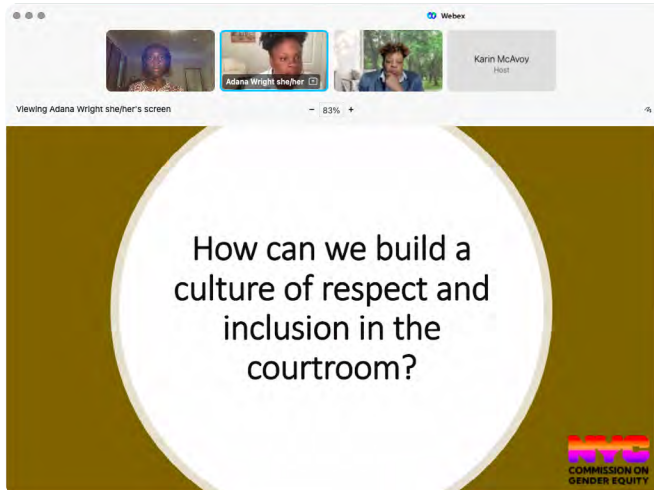 Webex
Adana Wright she/her
Karin McAvoy
Host
Viewing Adana Wright she/her's screen
− 83% +
How can we build a
culture of respect and
inclusion in the
courtroom?
NYC
COMMISSION ON
GENDER EQUITY